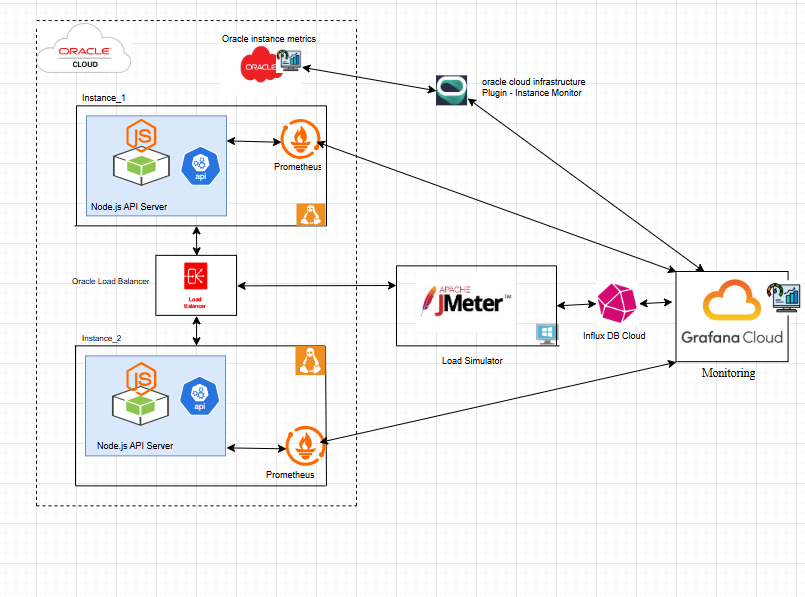 ORACLE
CLOUD
Oracle instance metrics
ORACLE
oracle cloud infrastructure
Plugin - Instance Monitor
Instance_1
JS
api
Node.js API Server
Prometheus
Oracle Load Balancer
Load
Balancer
APACHE
JMeter™
Load Simulator
Influx DB Cloud
Grafana Cloud
Monitoring
Instance_2
JS
api
Node.js API Server
Prometheus